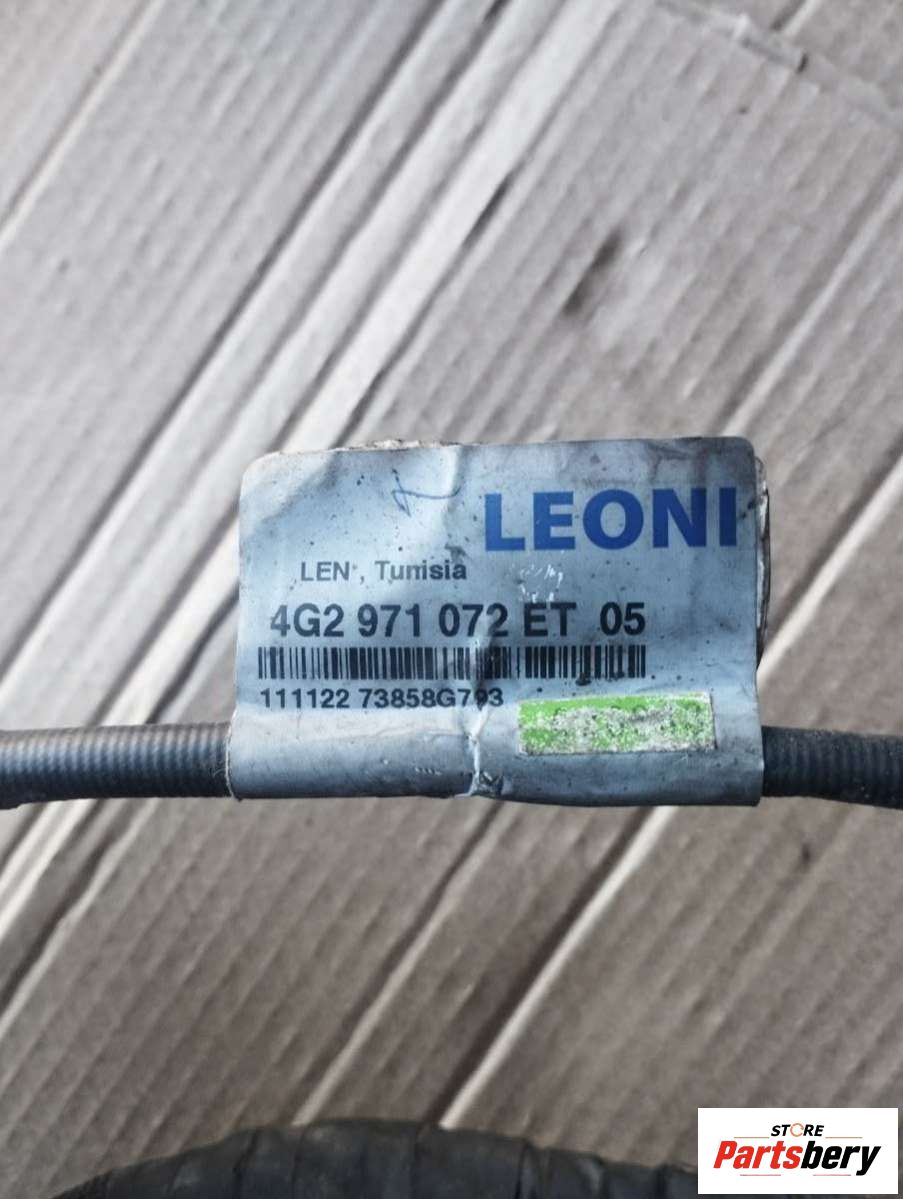 LEONI
LEN , Tunisia
4G2 971 072 ET 05
111122 73858G793
STORE
Partsbery